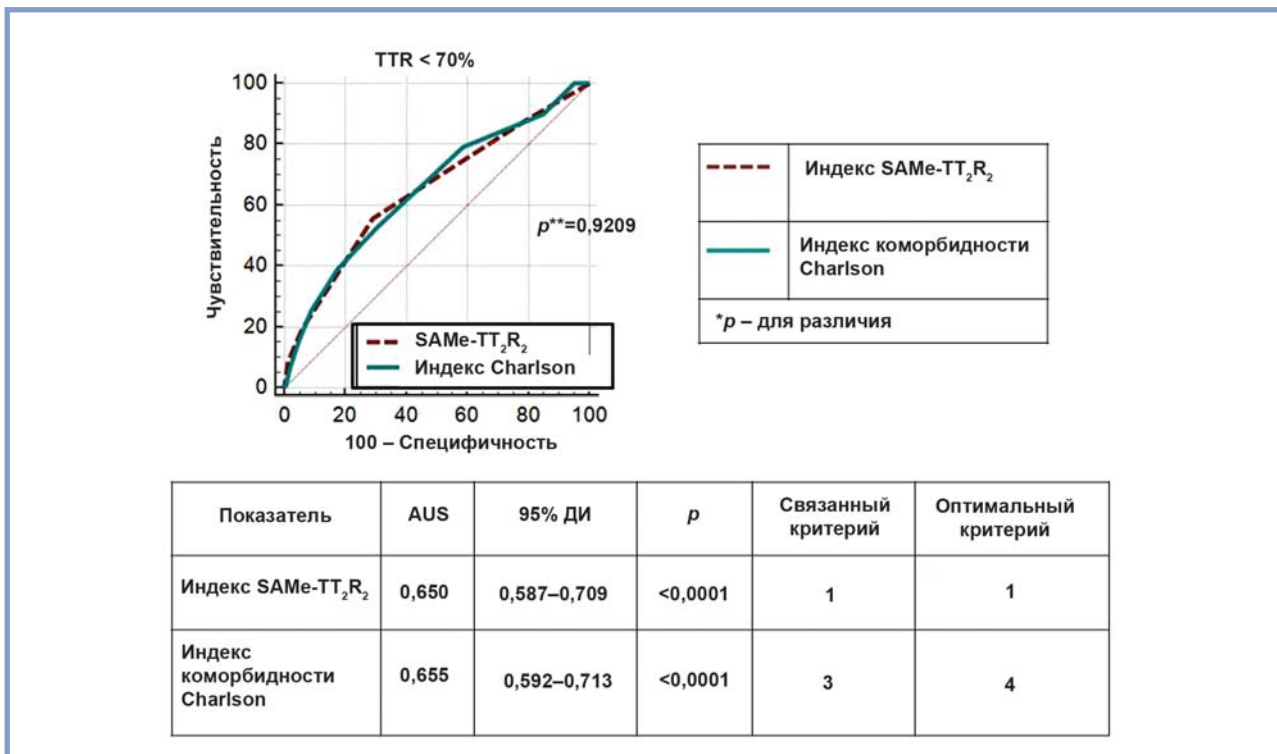 TTR < 70%
Чувствительность
100
80
60
40
20
0
p**=0,9209
SAMe-TT₂R₂
Индекс Charlson
0 20 40 60 80 100
100 – Специфичность
Индекс SAMe-TT₂R₂
Индекс коморбидности
Charlson
*p – для различия
Показатель AUS 95% ДИ p Связанный критерий Оптимальный критерий
Индекс SAMe-TT₂R₂ 0,650 0,587–0,709 <0,0001 1 1
Индекс коморбидности Charlson 0,655 0,592–0,713 <0,0001 3 4